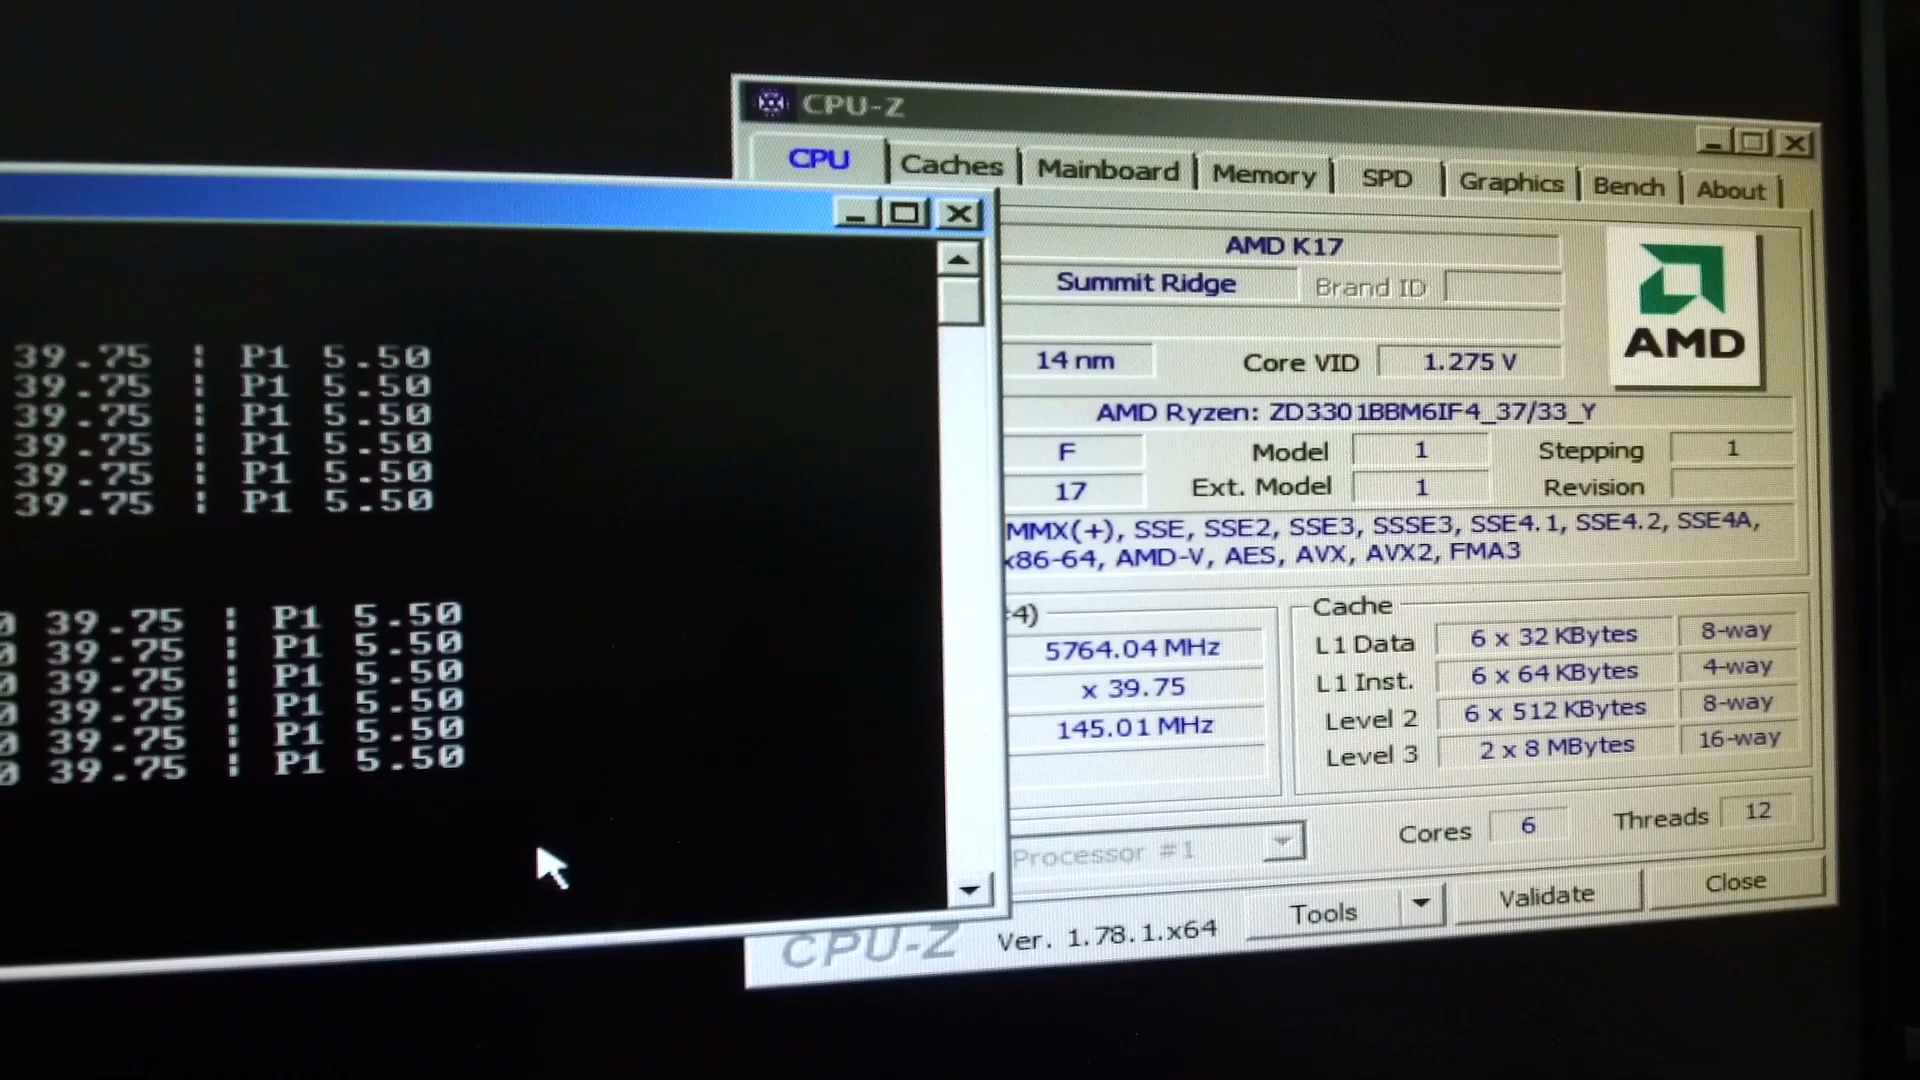 CPU-Z
CPU Caches Mainboard Memory SPD Graphics Bench About
AMD K17
Summit Ridge Brand ID
AMD
14 nm Core VID 1.275 V
AMD Ryzen: ZD3301BBM6IF4_37/33_Y
F Model 1 Stepping 1
17 Ext. Model 1 Revision
MMX(+), SSE, SSE2, SSE3, SSSE3, SSE4.1, SSE4.2, SSE4A,
x86-64, AMD-V, AES, AVX, AVX2, FMA3
4) Cache
5764.04 MHz L1 Data 6 x 32 KBytes 8-way
x 39.75 L1 Inst. 6 x 64 KBytes 4-way
145.01 MHz Level 2 6 x 512 KBytes 8-way
Level 3 2 x 8 MBytes 16-way
Processor #1 Cores 6 Threads 12
CPU-Z Ver. 1.78.1.x64 Tools Validate Close
39.75 ¦ P1 5.50
39.75 ¦ P1 5.50
39.75 ¦ P1 5.50
39.75 ¦ P1 5.50
39.75 ¦ P1 5.50
39.75 ¦ P1 5.50
0 39.75 ¦ P1 5.50
0 39.75 ¦ P1 5.50
0 39.75 ¦ P1 5.50
0 39.75 ¦ P1 5.50
0 39.75 ¦ P1 5.50
0 39.75 ¦ P1 5.50